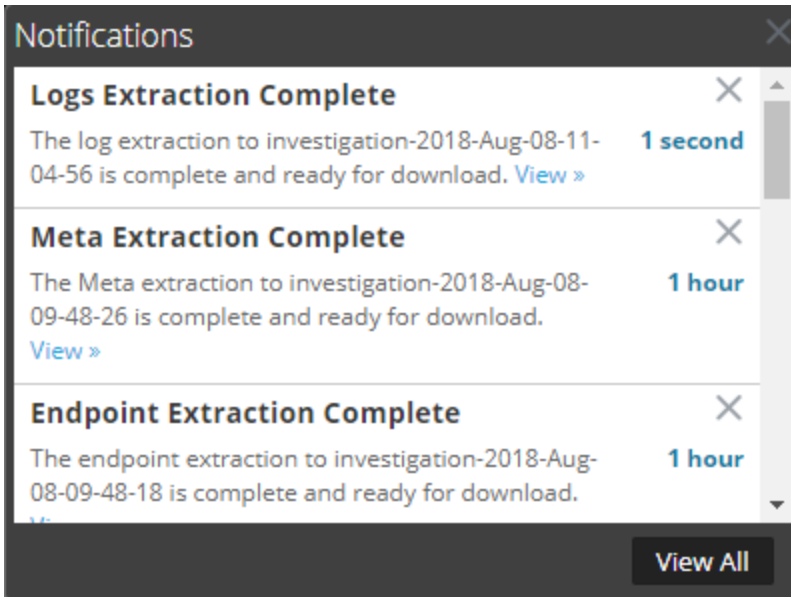 Notifications
Logs Extraction Complete
The log extraction to investigation-2018-Aug-08-11-
1 second
04-56 is complete and ready for download. View »
Meta Extraction Complete
The Meta extraction to investigation-2018-Aug-08-
1 hour
09-48-26 is complete and ready for download.
View »
Endpoint Extraction Complete
The endpoint extraction to investigation-2018-Aug-
1 hour
08-09-48-18 is complete and ready for download.
View All